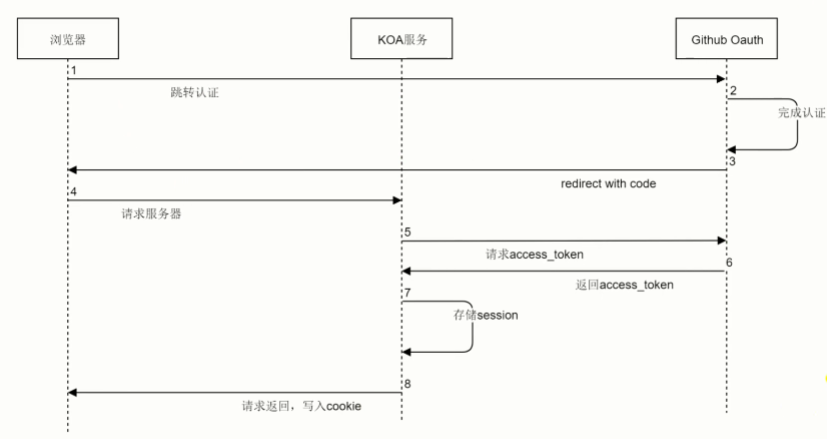 浏览器
KOA服务
Github Oauth
1
跳转认证
2
完成认证
3
redirect with code
4
请求服务器
5
请求access_token
6
返回access_token
7
存储session
8
请求返回，写入cookie